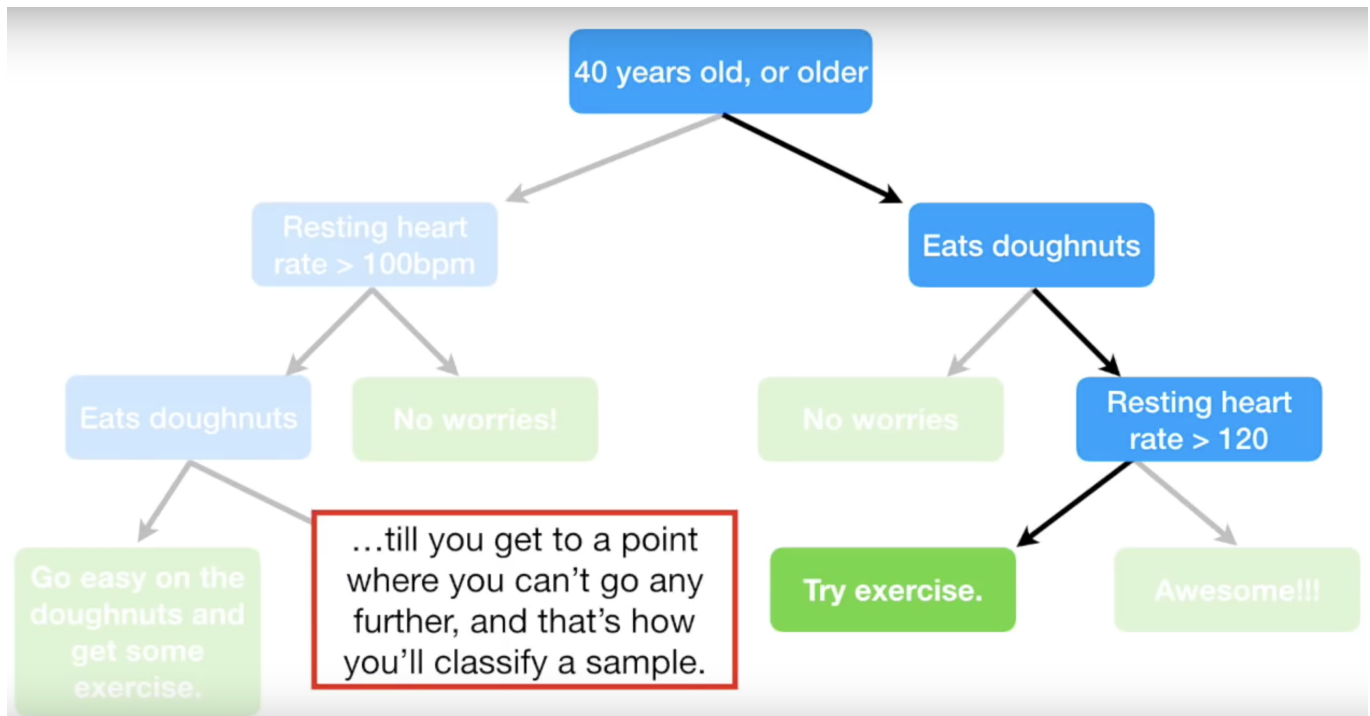 40 years old, or older
Resting heart
rate > 100bpm
Eats doughnuts
Eats doughnuts
No worries!
No worries
Resting heart
rate > 120
Go easy on the
doughnuts and
get some
exercise.
…till you get to a point
where you can’t go any
further, and that’s how
you’ll classify a sample.
Try exercise.
Awesome!!!